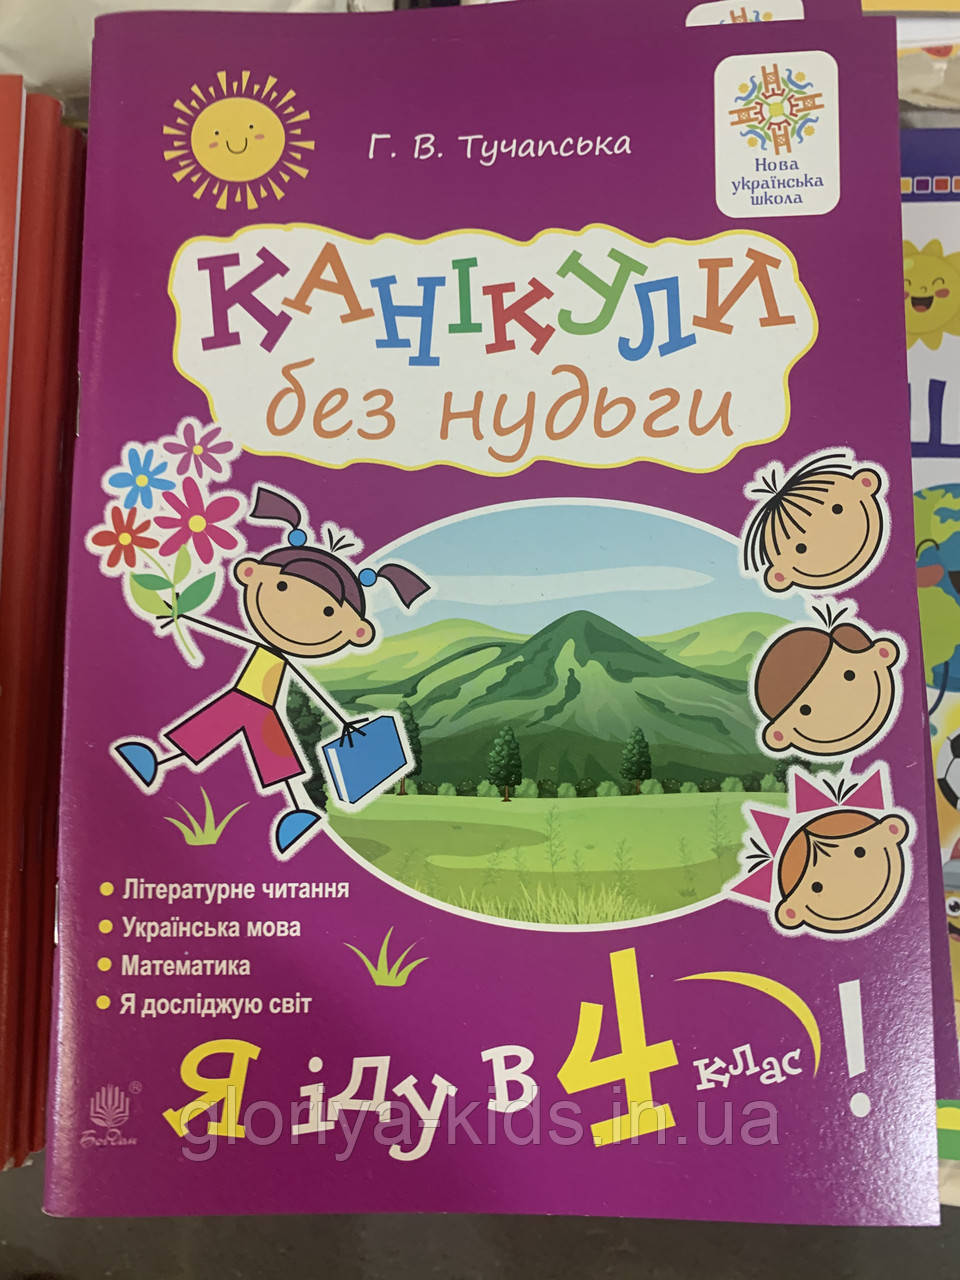 Г. В. Тучапська
Нова
українська
школа
КАНІКУЛИ
без нудьги
• Літературне читання
• Українська мова
• Математика
• Я досліджую світ
Я іду в 4 клас!
Богдан
®
gloriya-kids.in.ua